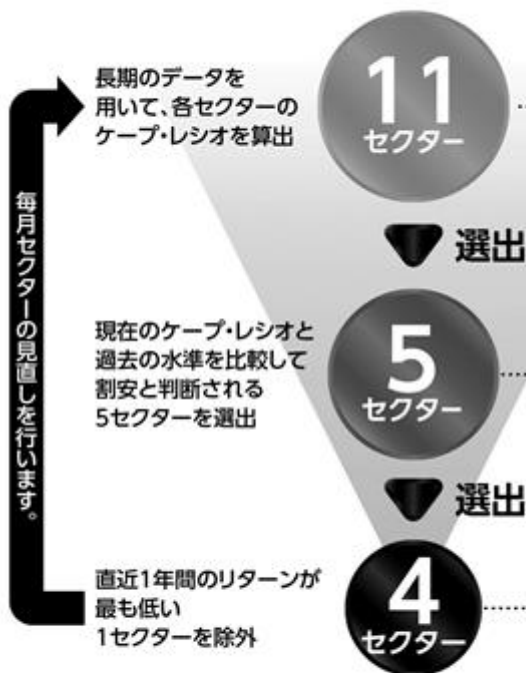 長期のデータを
用いて、各セクターの
ケープ・レシオを算出
11
セクター
選出
毎月セクターの見直しを行います。
現在のケープ・レシオと
過去の水準を比較して
割安と判断される
5セクターを選出
5
セクター
選出
直近1年間のリターンが
最も低い
1セクターを除外
4
セクター